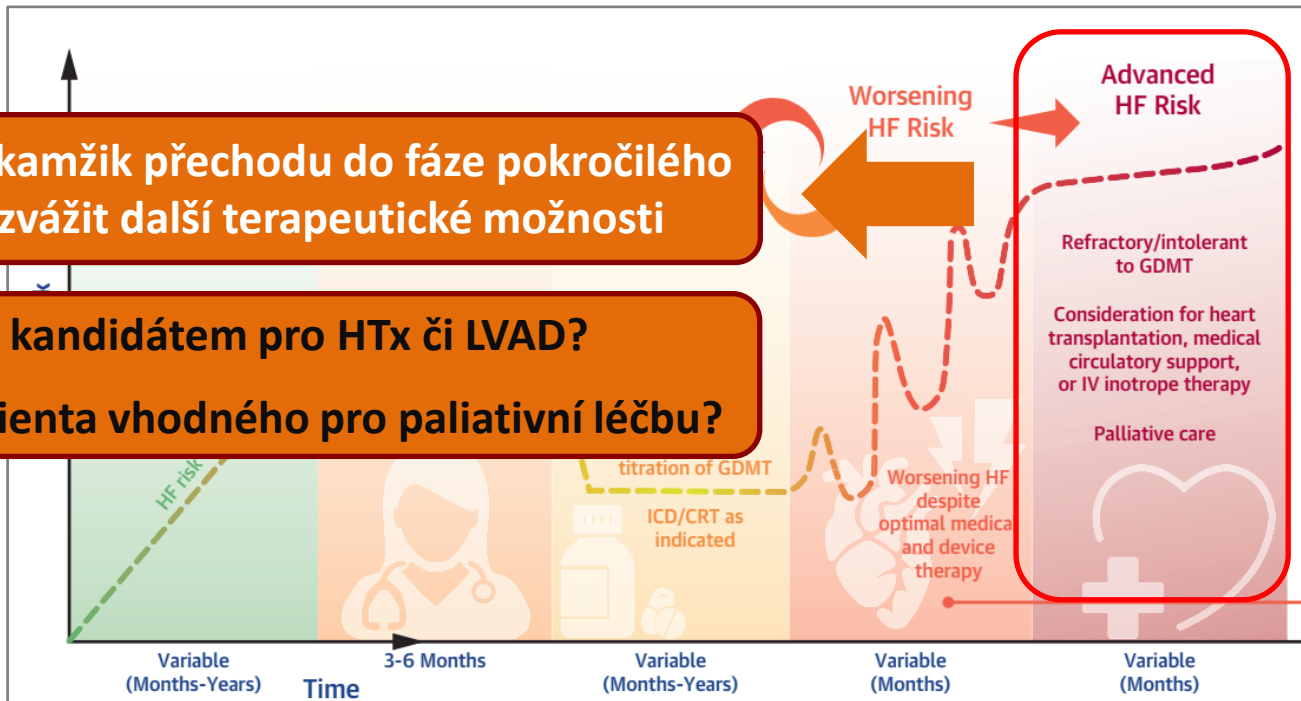 Advanced
HF Risk
Worsening
HF Risk
kamžik přechodu do fáze pokročilého
zvážit další terapeutické možnosti
kandidátem pro HTx či LVAD?
ienta vhodného pro paliativní léčbu?
HF risk
titration of GDMT
ICD/CRT as
indicated
Worsening HF
despite
optimal medica
and device
therapy
Refractory/intolerant
to GDMT
Consideration for heart
transplantation, medical
circulatory support,
or IV inotrope therapy
Palliative care
Variable
(Months-Years)
3-6 Months
Variable
(Months-Years)
Variable
(Months)
Variable
(Months)
Time